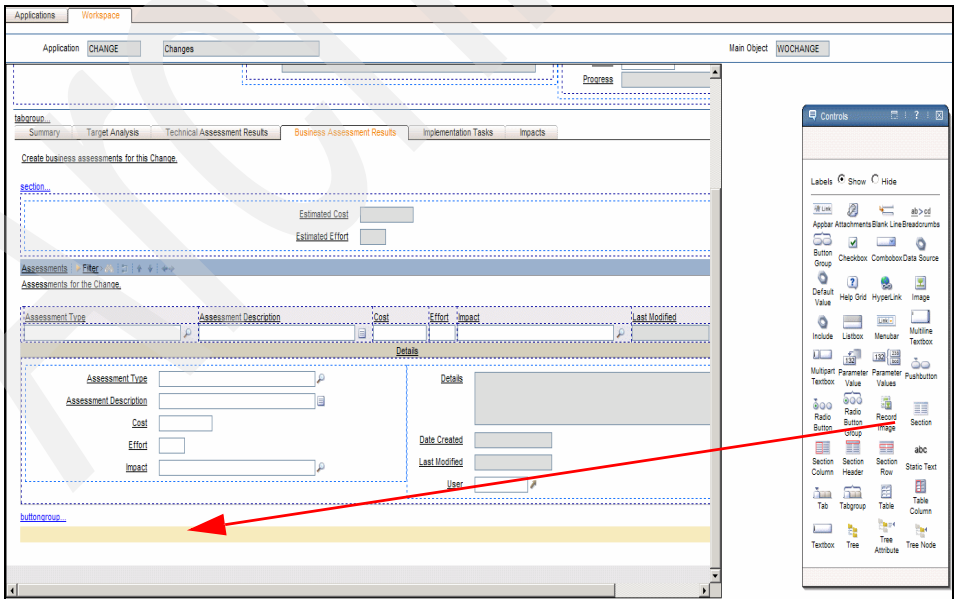 Applications Workspace
Application CHANGE Changes Main Object WOCHANGE
Progress
tabgroup...
Summary Target Analysis Technical Assessment Results Business Assessment Results Implementation Tasks Impacts
Create business assessments for this Change.
section...
Estimated Cost
Estimated Effort
Assessments Filter
Assessments for the Change.
Assessment Type Assessment Description Cost Effort Impact Last Modified
Details
Assessment Type
Assessment Description
Cost
Effort
Impact
Details
Date Created
Last Modified
User
buttongroup...
Controls ?
Labels Show Hide
Link ab>cd
Appbar Attachments Blank Line Breadcrumbs
Button Group Checkbox Combobox Data Source
Default Value Help Grid HyperLink Image
Include Listbox Menubar Multiline Textbox
Multipart Textbox Parameter Value Parameter Values Pushbutton
Radio Button Radio Button Group Record Image Section
abc
Section Column Section Header Section Row Static Text
Tab Tabgroup Table Table Column
Textbox Tree Tree Attribute Tree Node